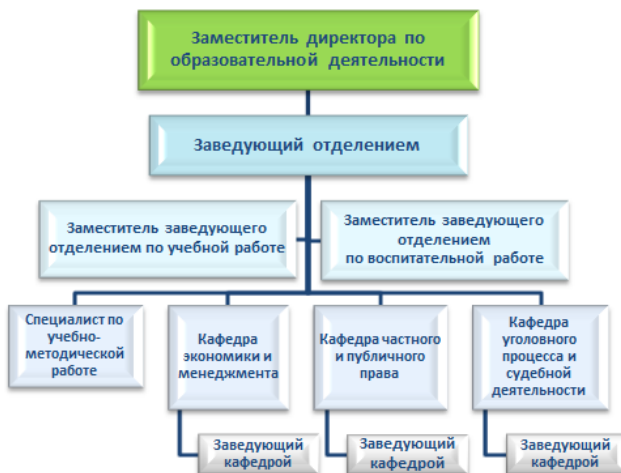 Заместитель директора по
образовательной деятельности
Заведующий отделением
Заместитель заведующего
отделением по учебной работе
Заместитель заведующего
отделением
по воспитательной работе
Специалист по
учебно-
методической
работе
Кафедра
экономики и
менеджмента
Кафедра частного
и публичного
права
Кафедра
уголовного
процесса и
судебной
деятельности
Заведующий
кафедрой
Заведующий
кафедрой
Заведующий
кафедрой